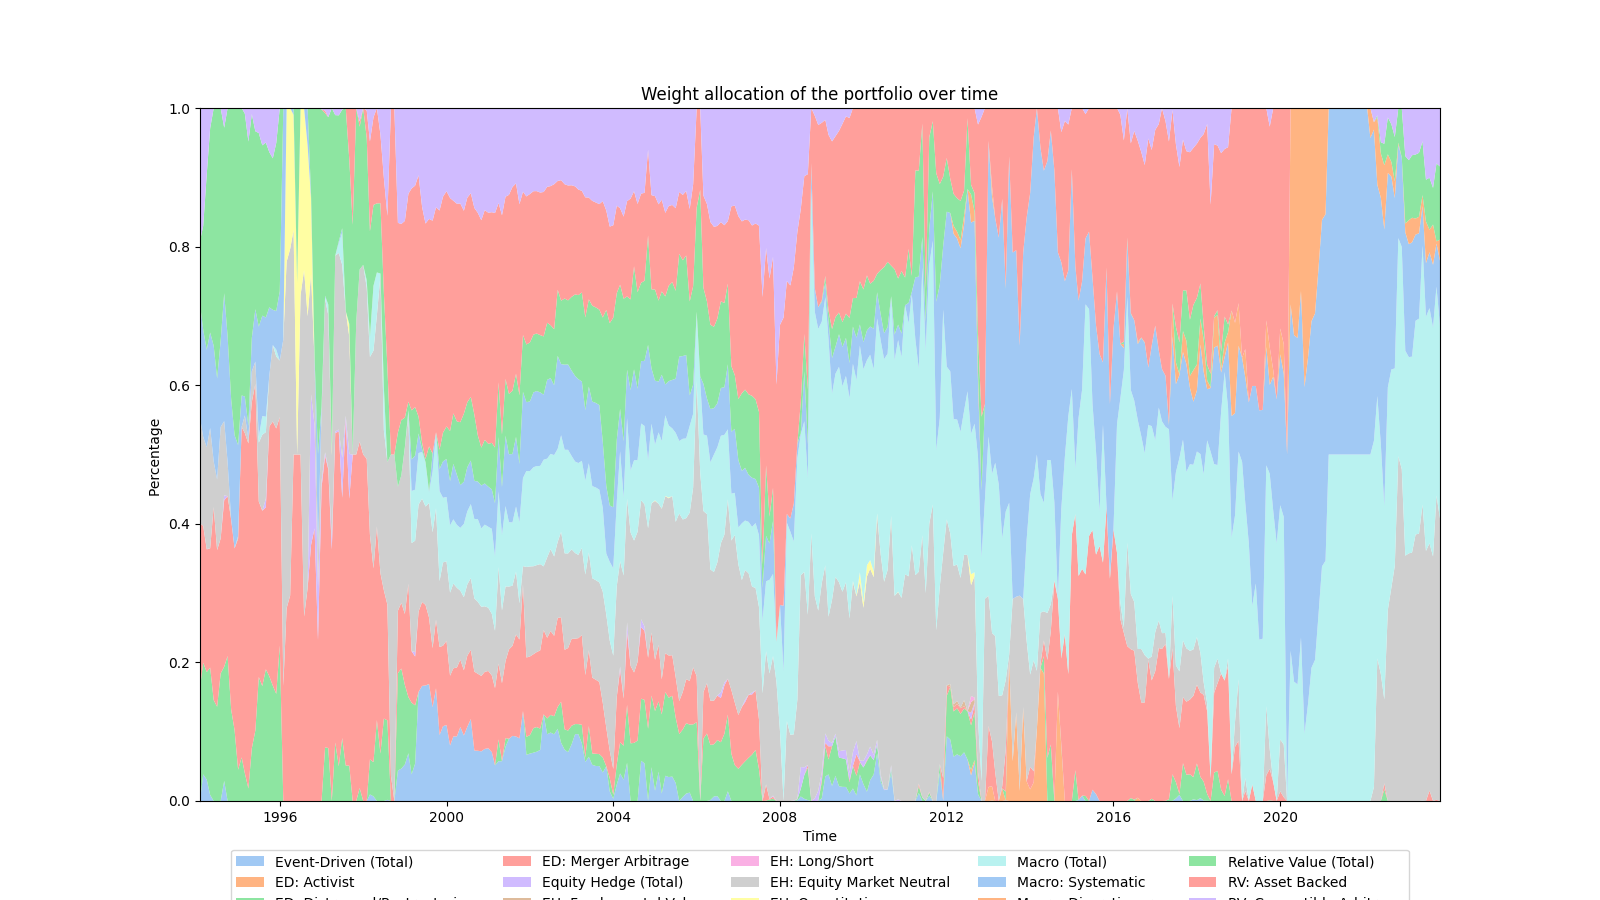 Weight allocation of the portfolio over time
1.0
0.8
0.6
0.4
0.2
0.0
Percentage
1996 2000 2004 2008 2012 2016 2020
Time
Event-Driven (Total) ED: Merger Arbitrage EH: Long/Short Macro (Total) Relative Value (Total)
ED: Activist Equity Hedge (Total) EH: Equity Market Neutral Macro: Systematic RV: Asset Backed